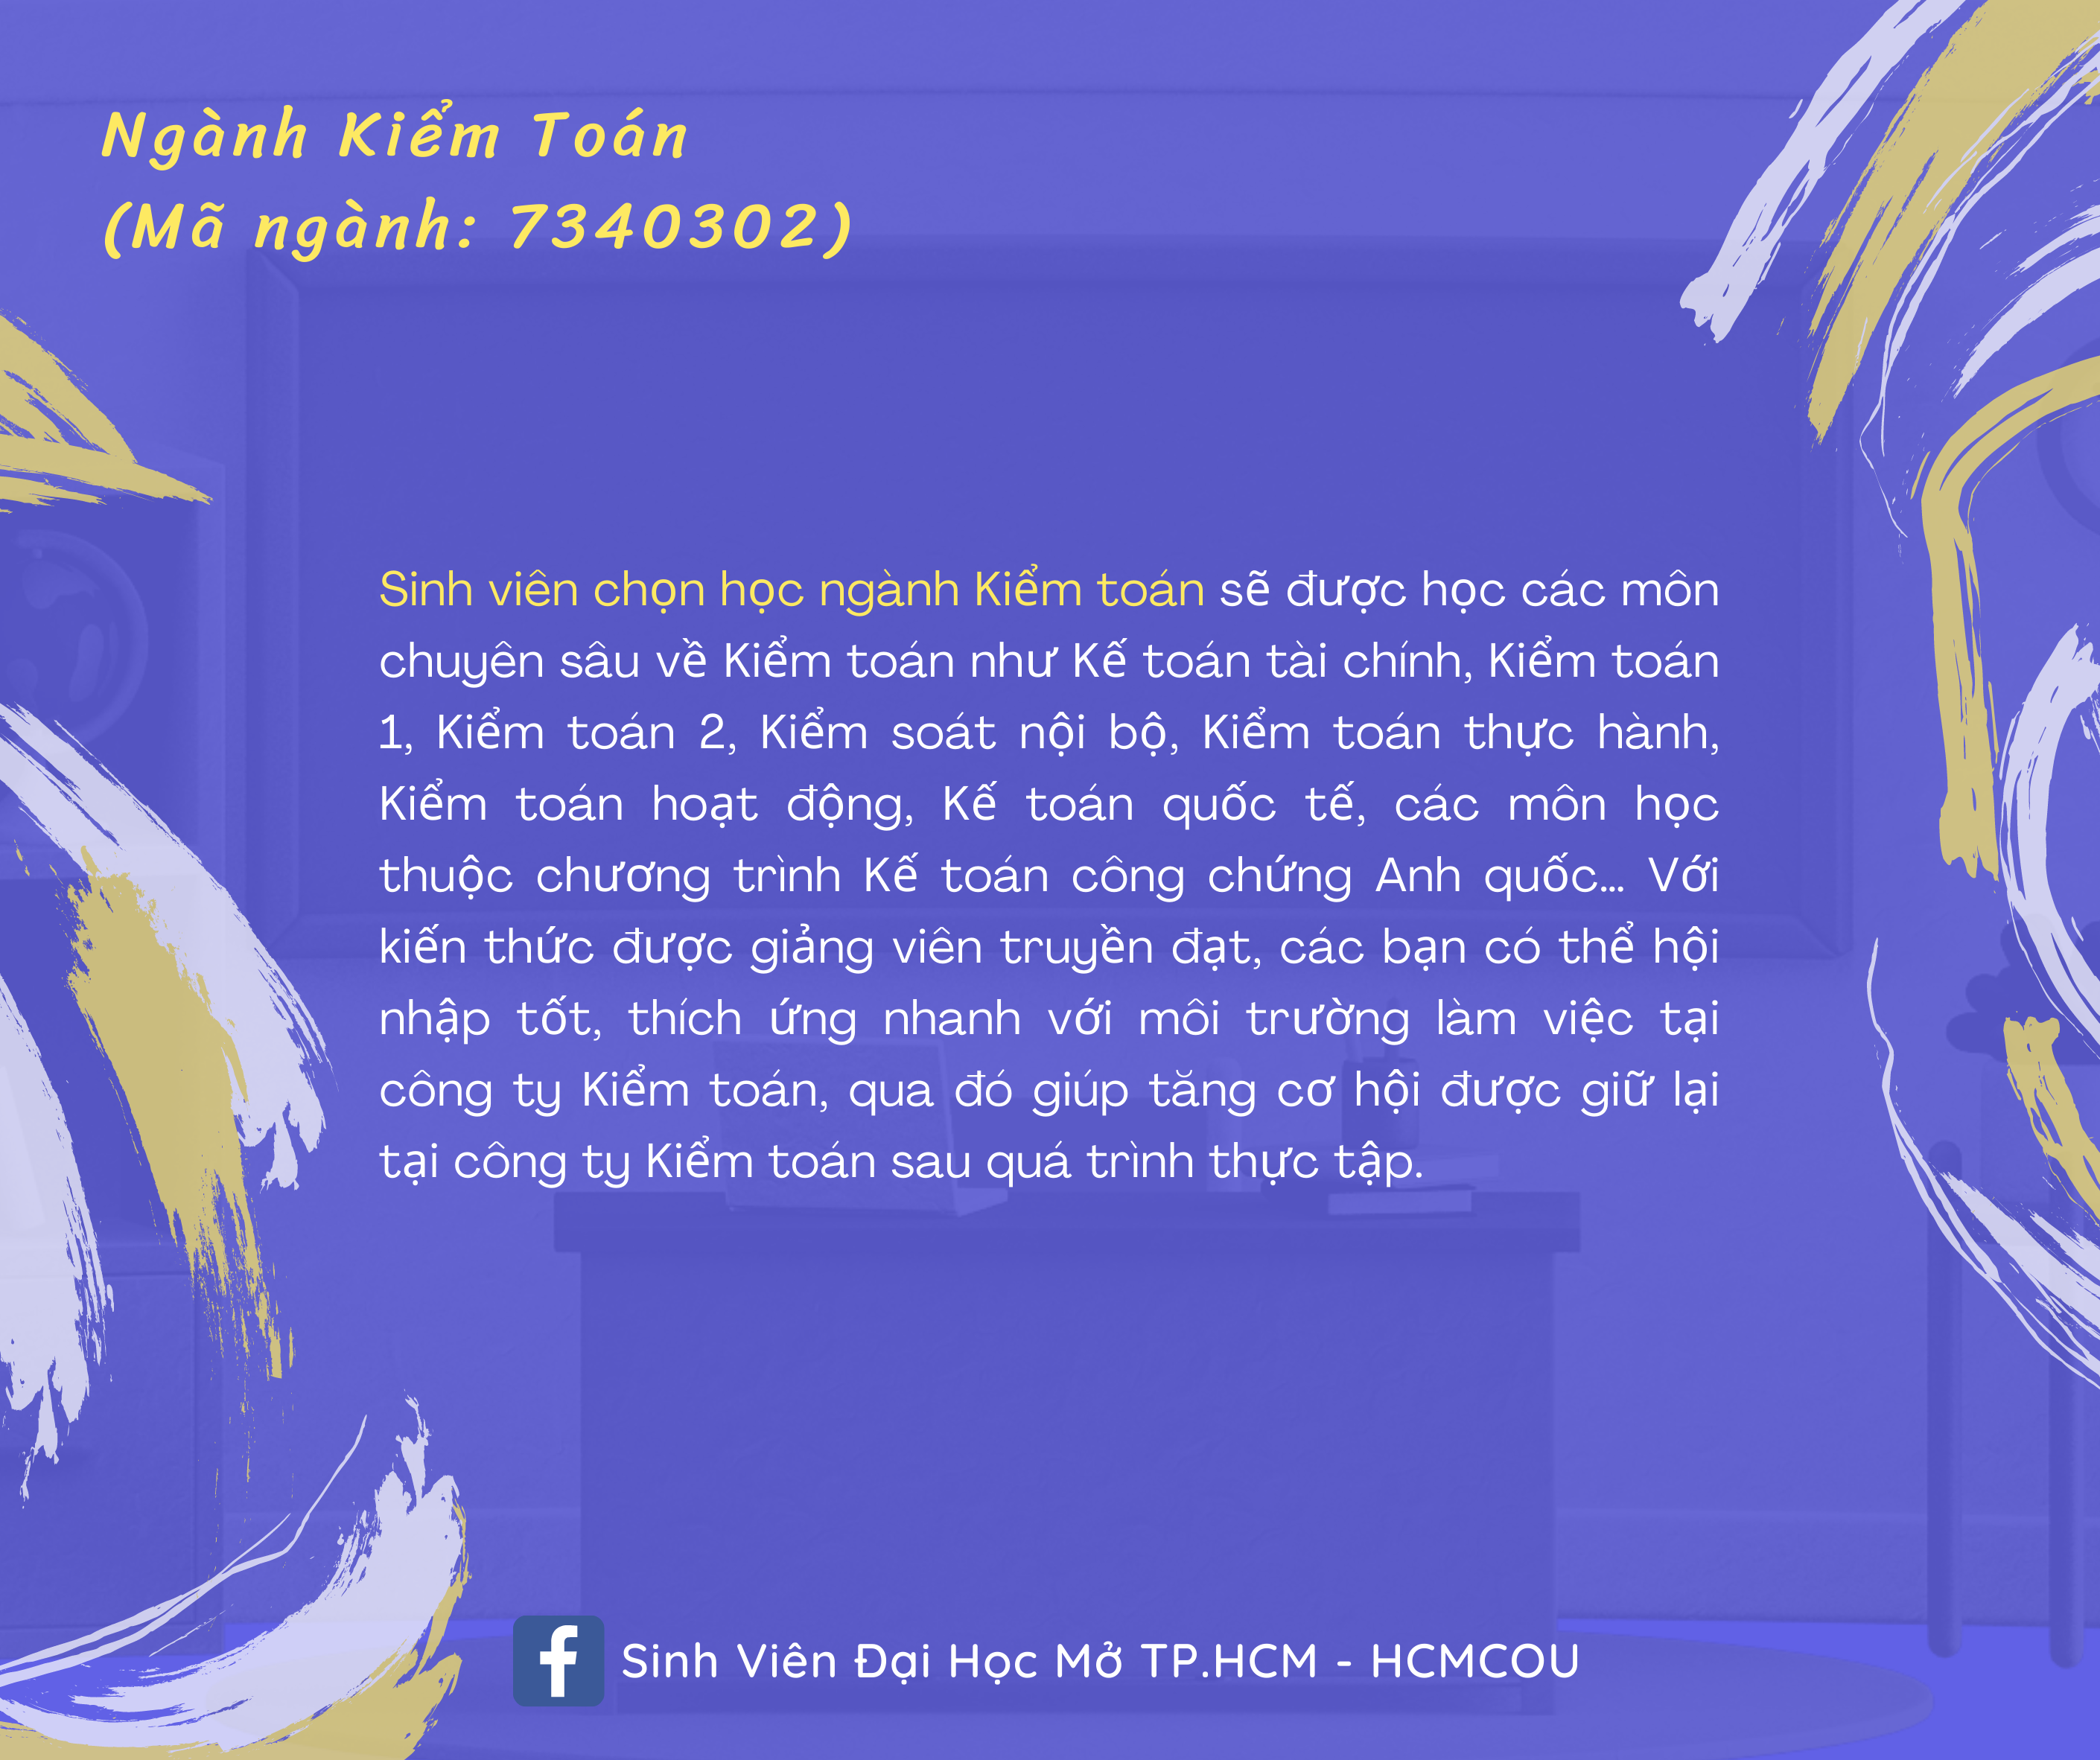 Ngành Kiểm Toán
(Mã ngành: 7340302)
Sinh viên chọn học ngành Kiểm toán sẽ được học các môn
chuyên sâu về Kiểm toán như Kế toán tài chính, Kiểm toán
1, Kiểm toán 2, Kiểm soát nội bộ, Kiểm toán thực hành,
Kiểm toán hoạt động, Kế toán quốc tế, các môn học
thuộc chương trình Kế toán công chứng Anh quốc... Với
kiến thức được giảng viên truyền đạt, các bạn có thể hội
nhập tốt, thích ứng nhanh với môi trường làm việc tại
công ty Kiểm toán, qua đó giúp tăng cơ hội được giữ lại
tại công ty Kiểm toán sau quá trình thực tập.
Sinh Viên Đại Học Mở TP.HCM - HCMCOU